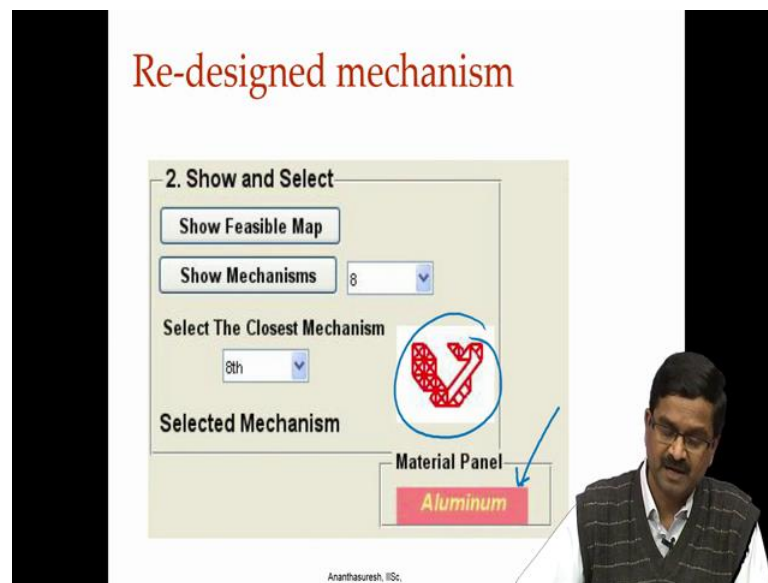 Re-designed mechanism
2. Show and Select
Show Feasible Map
Show Mechanisms 8
Select The Closest Mechanism
8th
Selected Mechanism
Material Panel
Aluminum
Ananthasuresh, IISc,